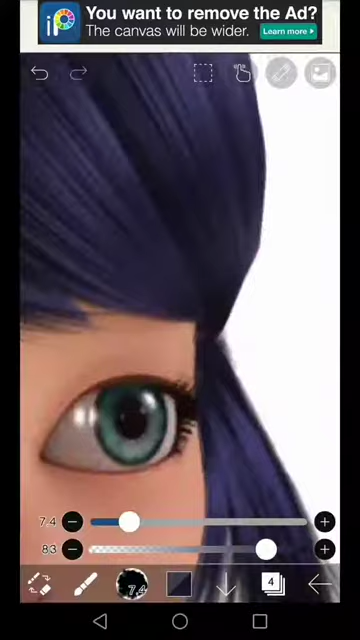 iP
You want to remove the Ad?
The canvas will be wider.
Learn more >
7.4
83
7.4
4